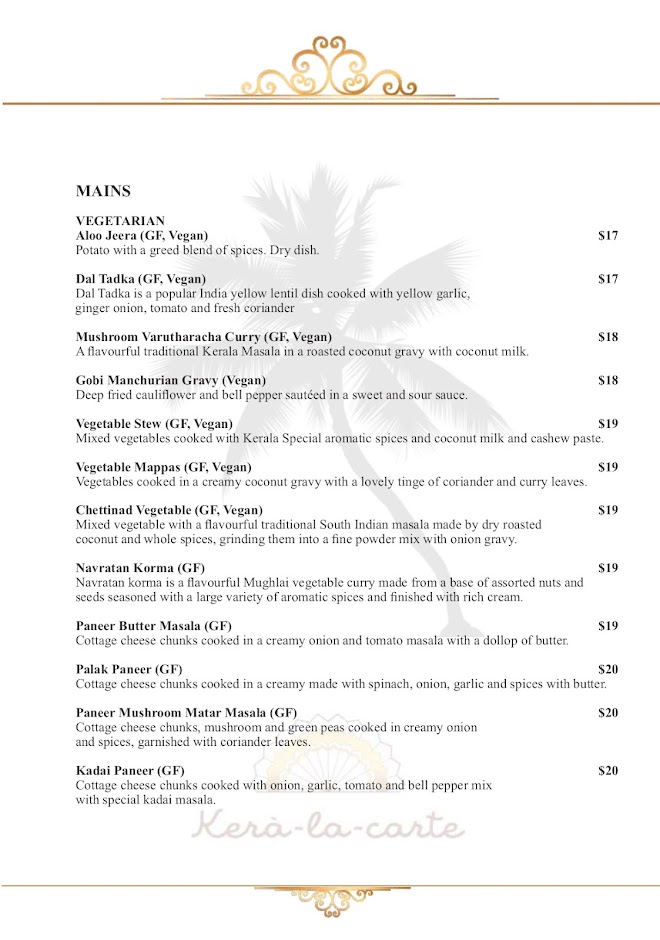 MAINS
VEGETARIAN
Aloo Jeera (GF, Vegan) $17
Potato with a greed blend of spices. Dry dish.
Dal Tadka (GF, Vegan) $17
Dal Tadka is a popular India yellow lentil dish cooked with yellow garlic,
ginger onion, tomato and fresh coriander
Mushroom Varutharacha Curry (GF, Vegan) $18
A flavourful traditional Kerala Masala in a roasted coconut gravy with coconut milk.
Gobi Manchurian Gravy (Vegan) $18
Deep fried cauliflower and bell pepper sautéed in a sweet and sour sauce.
Vegetable Stew (GF, Vegan) $19
Mixed vegetables cooked with Kerala Special aromatic spices and coconut milk and cashew paste.
Vegetable Mappas (GF, Vegan) $19
Vegetables cooked in a creamy coconut gravy with a lovely tinge of coriander and curry leaves.
Chettinad Vegetable (GF, Vegan) $19
Mixed vegetable with a flavourful traditional South Indian masala made by dry roasted
coconut and whole spices, grinding them into a fine powder mix with onion gravy.
Navratan Korma (GF) $19
Navratan korma is a flavourful Mughlai vegetable curry made from a base of assorted nuts and
seeds seasoned with a large variety of aromatic spices and finished with rich cream.
Paneer Butter Masala (GF) $19
Cottage cheese chunks cooked in a creamy onion and tomato masala with a dollop of butter.
Palak Paneer (GF) $20
Cottage cheese chunks cooked in a creamy made with spinach, onion, garlic and spices with butter.
Paneer Mushroom Matar Masala (GF) $20
Cottage cheese chunks, mushroom and green peas cooked in creamy onion
and spices, garnished with coriander leaves.
Kadai Paneer (GF) $20
Cottage cheese chunks cooked with onion, garlic, tomato and bell pepper mix
with special kadai masala.
Kerà-la-carte